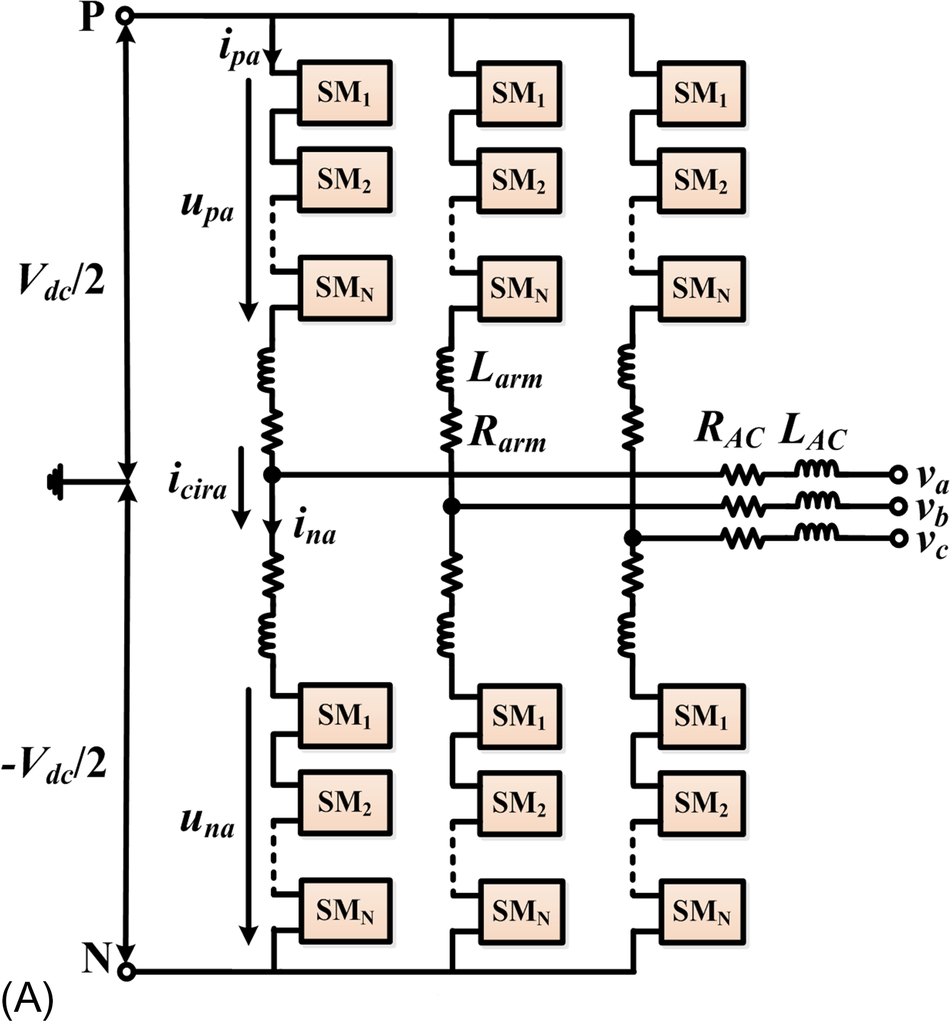 P
i_pa
SM₁ SM₁ SM₁
SM₂ SM₂ SM₂
u_pa
V_dc/2
SM_N SM_N SM_N
L_arm
R_arm
R_AC L_AC
i_cira
v_a
i_na
v_b
v_c
SM₁ SM₁ SM₁
-V_dc/2
SM₂ SM₂ SM₂
u_na
SM_N SM_N SM_N
N
(A)